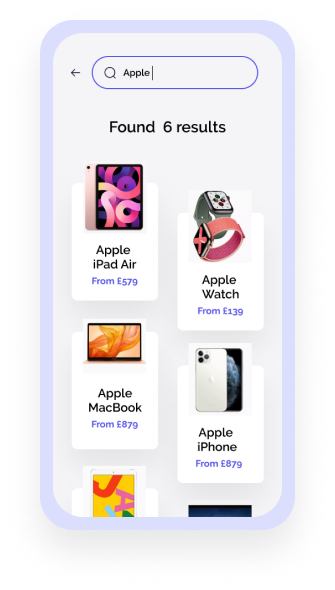 Apple
Found 6 results
Apple
iPad Air
From £579
Apple
Watch
From £139
Apple
MacBook
From £879
Apple
iPhone
From £879